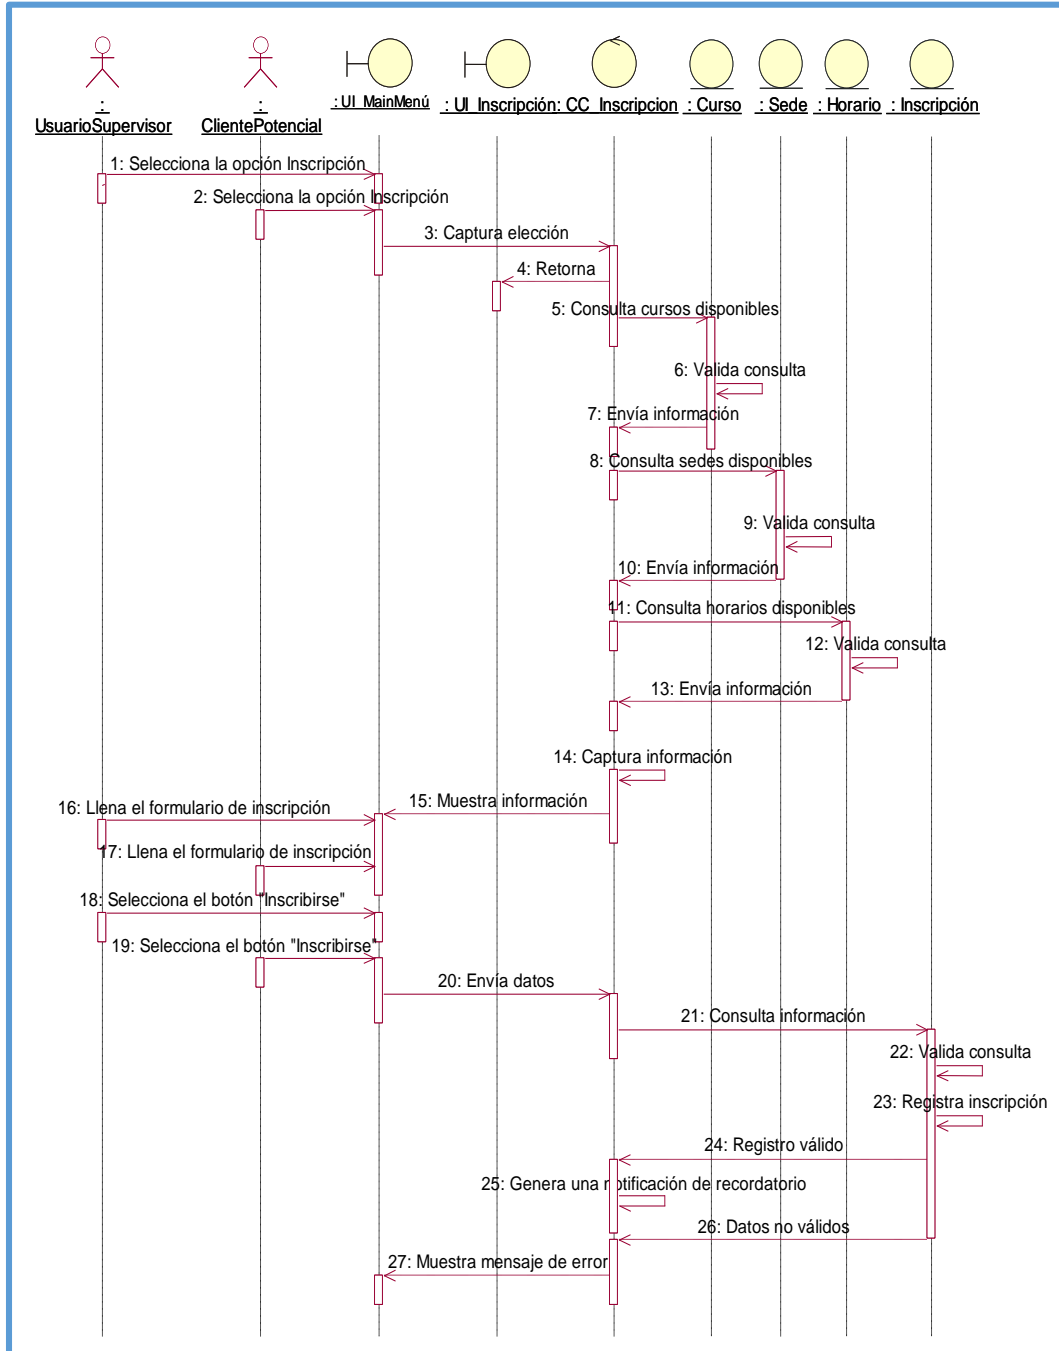 :
UsuarioSupervisor
:
ClientePotencial
: UI_MainMenú
: UI_Inscripción
: CC_Inscripcion
: Curso
: Sede
: Horario
: Inscripción
1: Selecciona la opción Inscripción
2: Selecciona la opción Inscripción
3: Captura elección
4: Retorna
5: Consulta cursos disponibles
6: Valida consulta
7: Envía información
8: Consulta sedes disponibles
9: Valida consulta
10: Envía información
11: Consulta horarios disponibles
12: Valida consulta
13: Envía información
14: Captura información
15: Muestra información
16: Llena el formulario de inscripción
17: Llena el formulario de inscripción
18: Selecciona el botón "Inscribirse"
19: Selecciona el botón "Inscribirse"
20: Envía datos
21: Consulta información
22: Valida consulta
23: Registra inscripción
24: Registro válido
25: Genera una notificación de recordatorio
26: Datos no válidos
27: Muestra mensaje de error